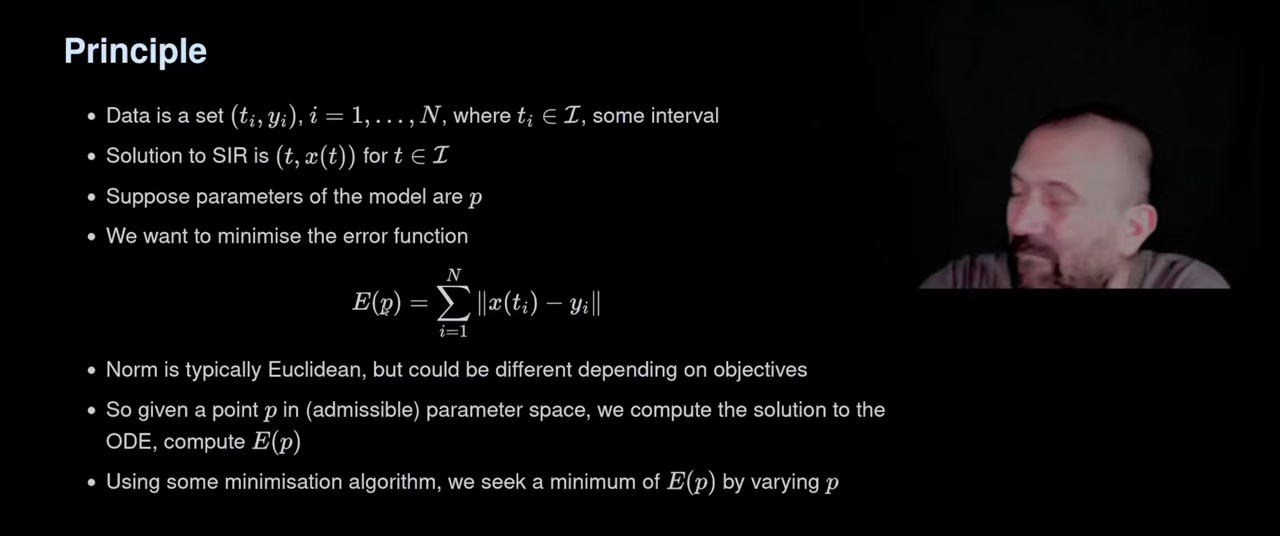 Principle
• Data is a set (t_i, y_i), i = 1, …, N, where t_i ∈ 𝓘, some interval
• Solution to SIR is (t, x(t)) for t ∈ 𝓘
• Suppose parameters of the model are p
• We want to minimise the error function
E(p) = ∑_{i=1}^{N} ‖x(t_i) − y_i‖
• Norm is typically Euclidean, but could be different depending on objectives
• So given a point p in (admissible) parameter space, we compute the solution to the
ODE, compute E(p)
• Using some minimisation algorithm, we seek a minimum of E(p) by varying p